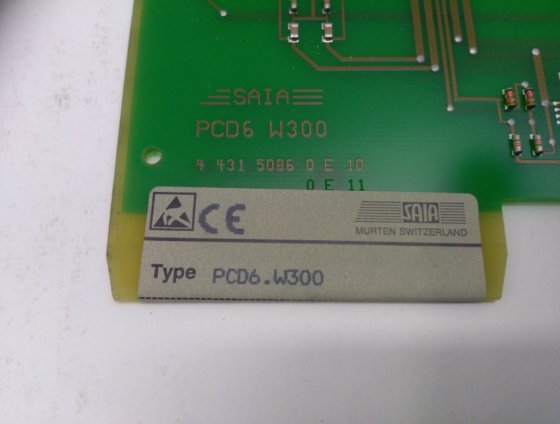 SAIA
PCD6 W300
4 431 5086·0 E 10
0 E 11
CE
SAIA
MURTEN SWITZERLAND
Type PCD6.W300